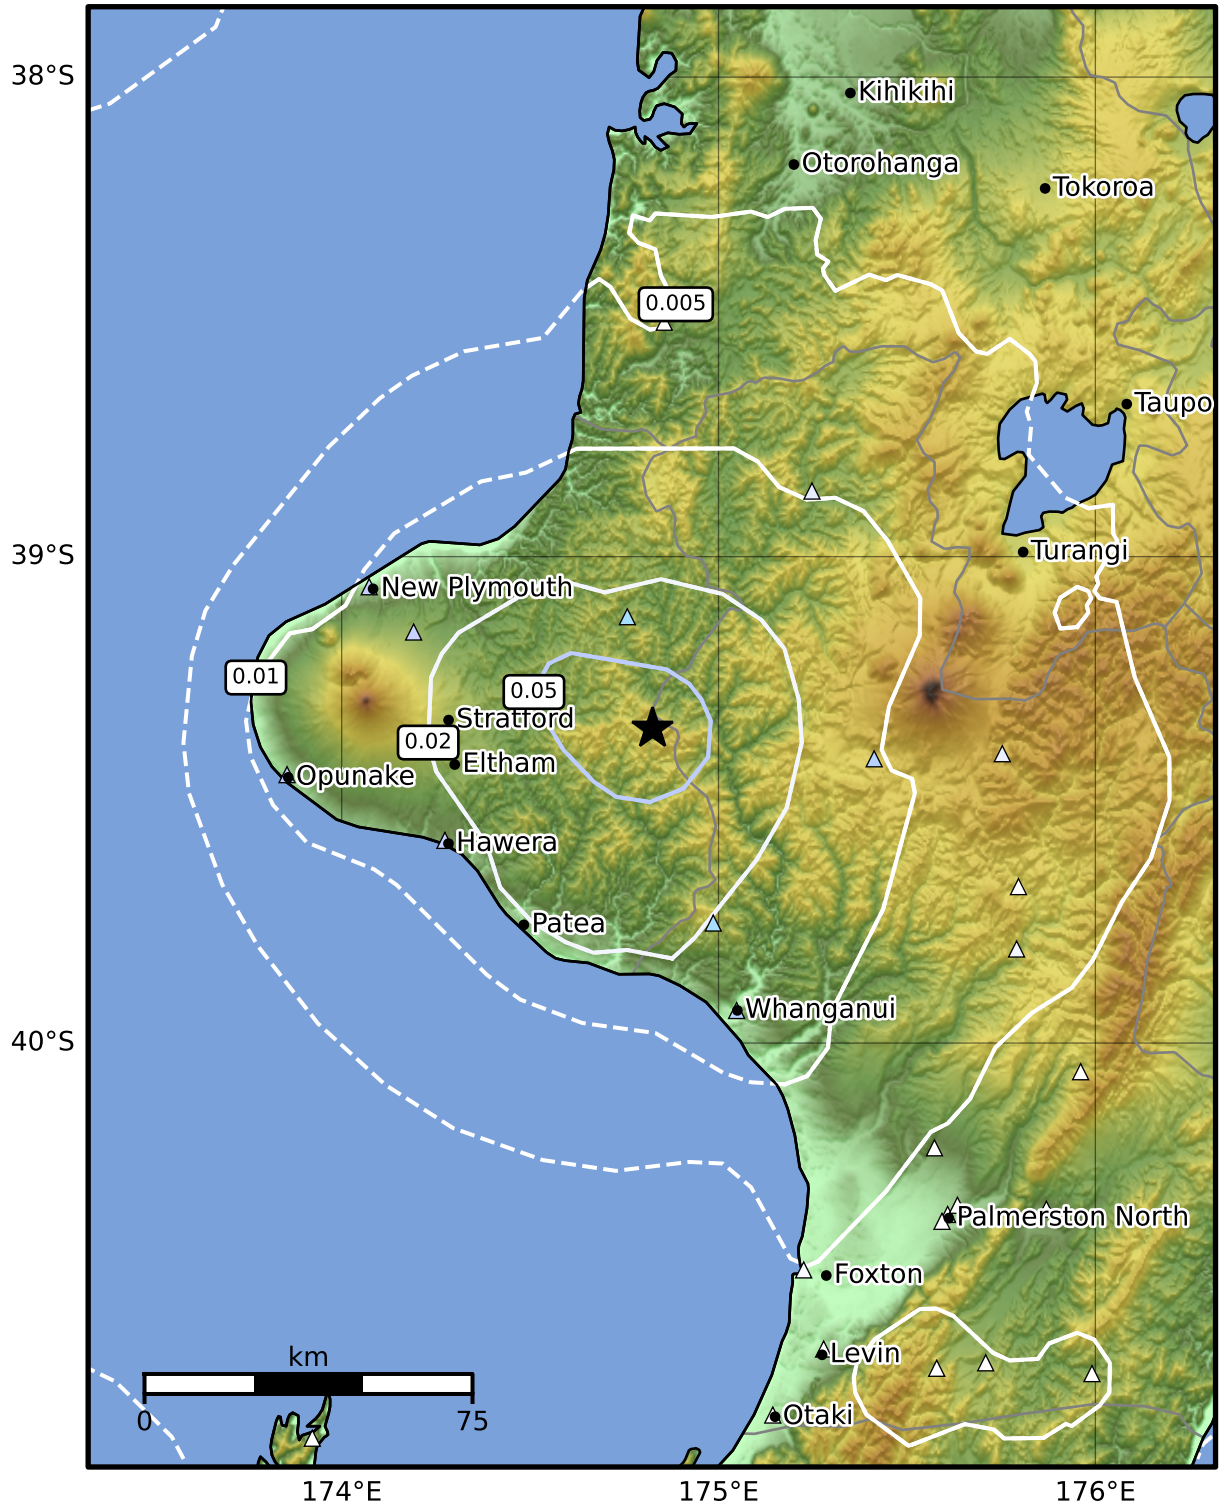 38°S
Kihikihi
Otorohanga
Tokoroa
0.005
Taupo
39°S
Turangi
New Plymouth
0.01
0.05
Stratford
0.02
Eltham
Opunake
Hawera
Patea
Whanganui
40°S
Palmerston North
Foxton
Levin
km
0 75
Otaki
174°E 175°E 176°E